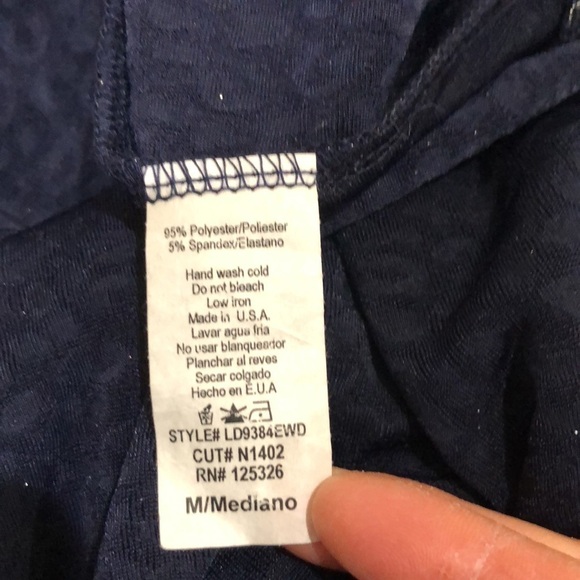 95% Polyester/Poliester
5% Spandex/Elastano
Hand wash cold
Do not bleach
Low iron
Made in U.S.A.
Lavar agua fria
No usar blanqueador
Planchar al reves
Secar colgado
Hecho en E.U.A
STYLE# LD9384EWD
CUT# N1402
RN# 125326
M/Mediano